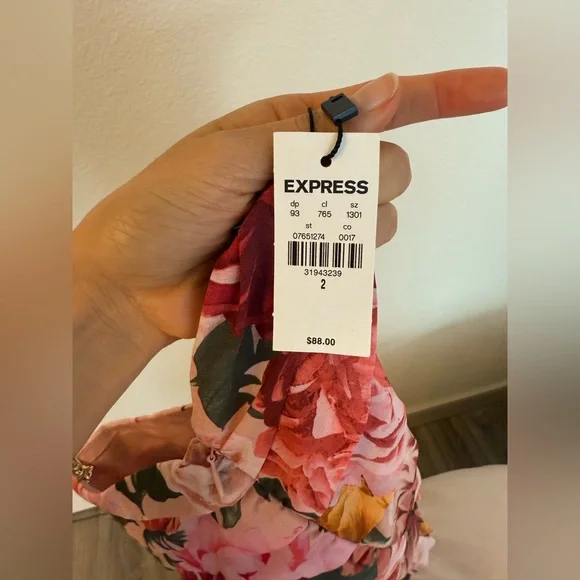 EXPRESS
dp cl sz
93 765 1301
st co
07651274 0017
31943239
2
$88.00